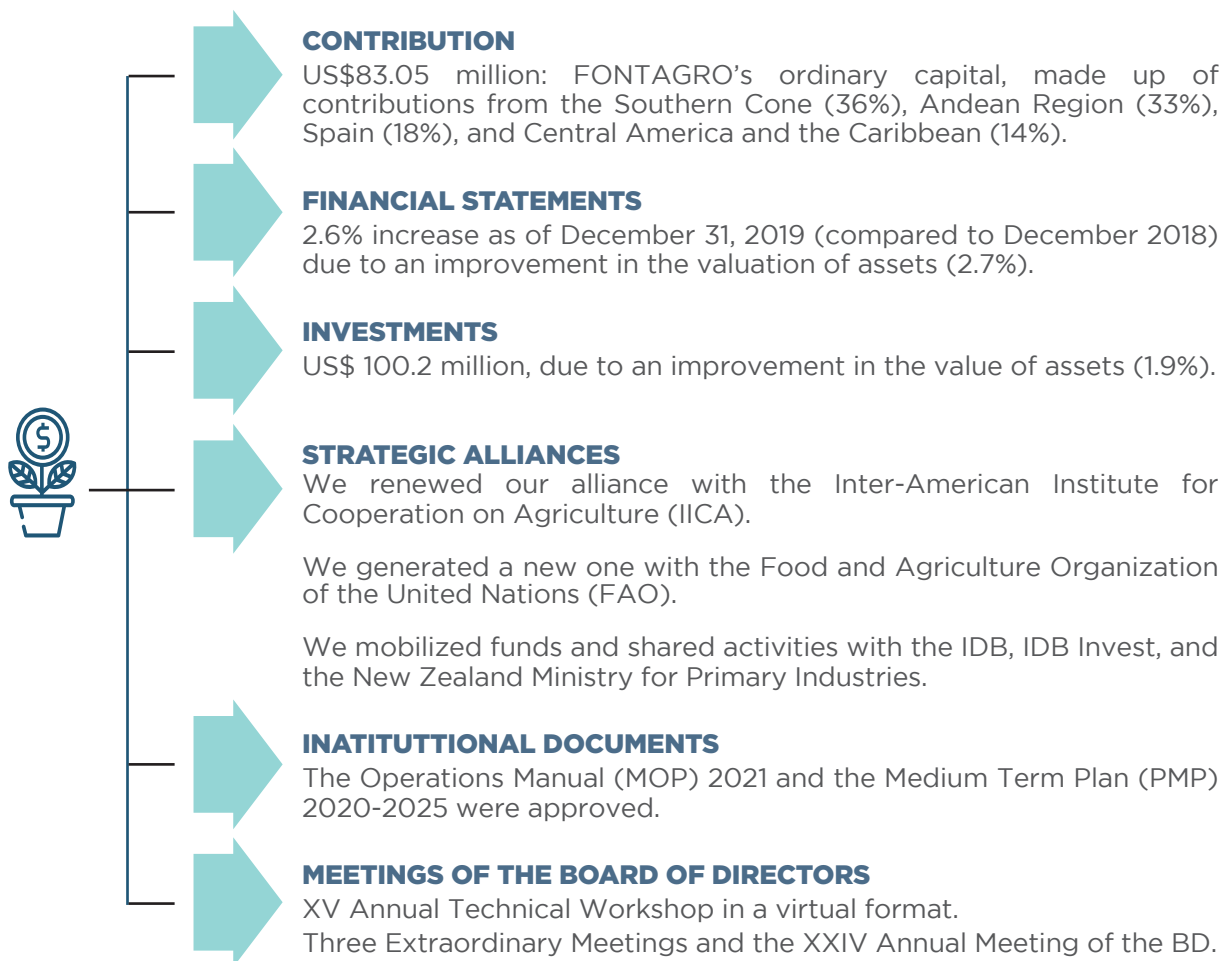 CONTRIBUTION
US$83.05 million: FONTAGRO's ordinary capital, made up of
contributions from the Southern Cone (36%), Andean Region (33%),
Spain (18%), and Central America and the Caribbean (14%).
FINANCIAL STATEMENTS
2.6% increase as of December 31, 2019 (compared to December 2018)
due to an improvement in the valuation of assets (2.7%).
INVESTMENTS
US$ 100.2 million, due to an improvement in the value of assets (1.9%).
STRATEGIC ALLIANCES
We renewed our alliance with the Inter-American Institute for
Cooperation on Agriculture (IICA).
We generated a new one with the Food and Agriculture Organization
of the United Nations (FAO).
We mobilized funds and shared activities with the IDB, IDB Invest, and
the New Zealand Ministry for Primary Industries.
INATITUTTIONAL DOCUMENTS
The Operations Manual (MOP) 2021 and the Medium Term Plan (PMP)
2020-2025 were approved.
MEETINGS OF THE BOARD OF DIRECTORS
XV Annual Technical Workshop in a virtual format.
Three Extraordinary Meetings and the XXIV Annual Meeting of the BD.
$